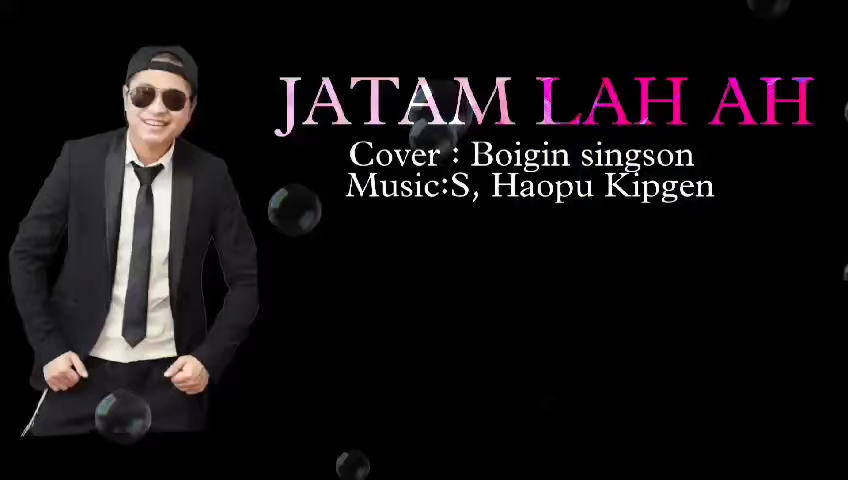 JATAM LAH AH
Cover : Boigin singson
Music:S, Haopu Kipgen